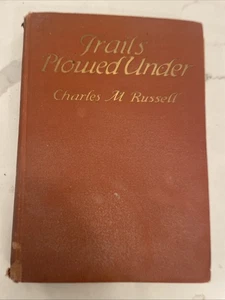 Trails
Plowed Under
Charles M Russell